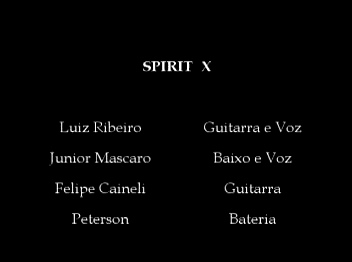 SPIRIT X
Luiz Ribeiro Guitarra e Voz
Junior Mascaro Baixo e Voz
Felipe Caineli Guitarra
Peterson Bateria